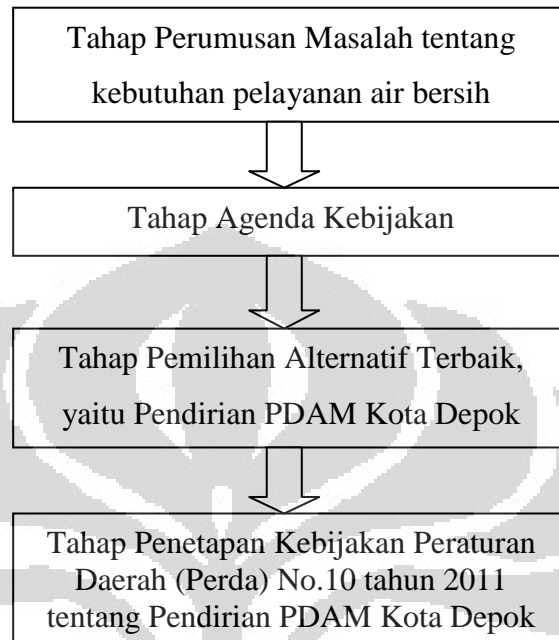 Tahap Perumusan Masalah tentang
kebutuhan pelayanan air bersih
Tahap Agenda Kebijakan
Tahap Pemilihan Alternatif Terbaik,
yaitu Pendirian PDAM Kota Depok
Tahap Penetapan Kebijakan Peraturan
Daerah (Perda) No.10 tahun 2011
tentang Pendirian PDAM Kota Depok